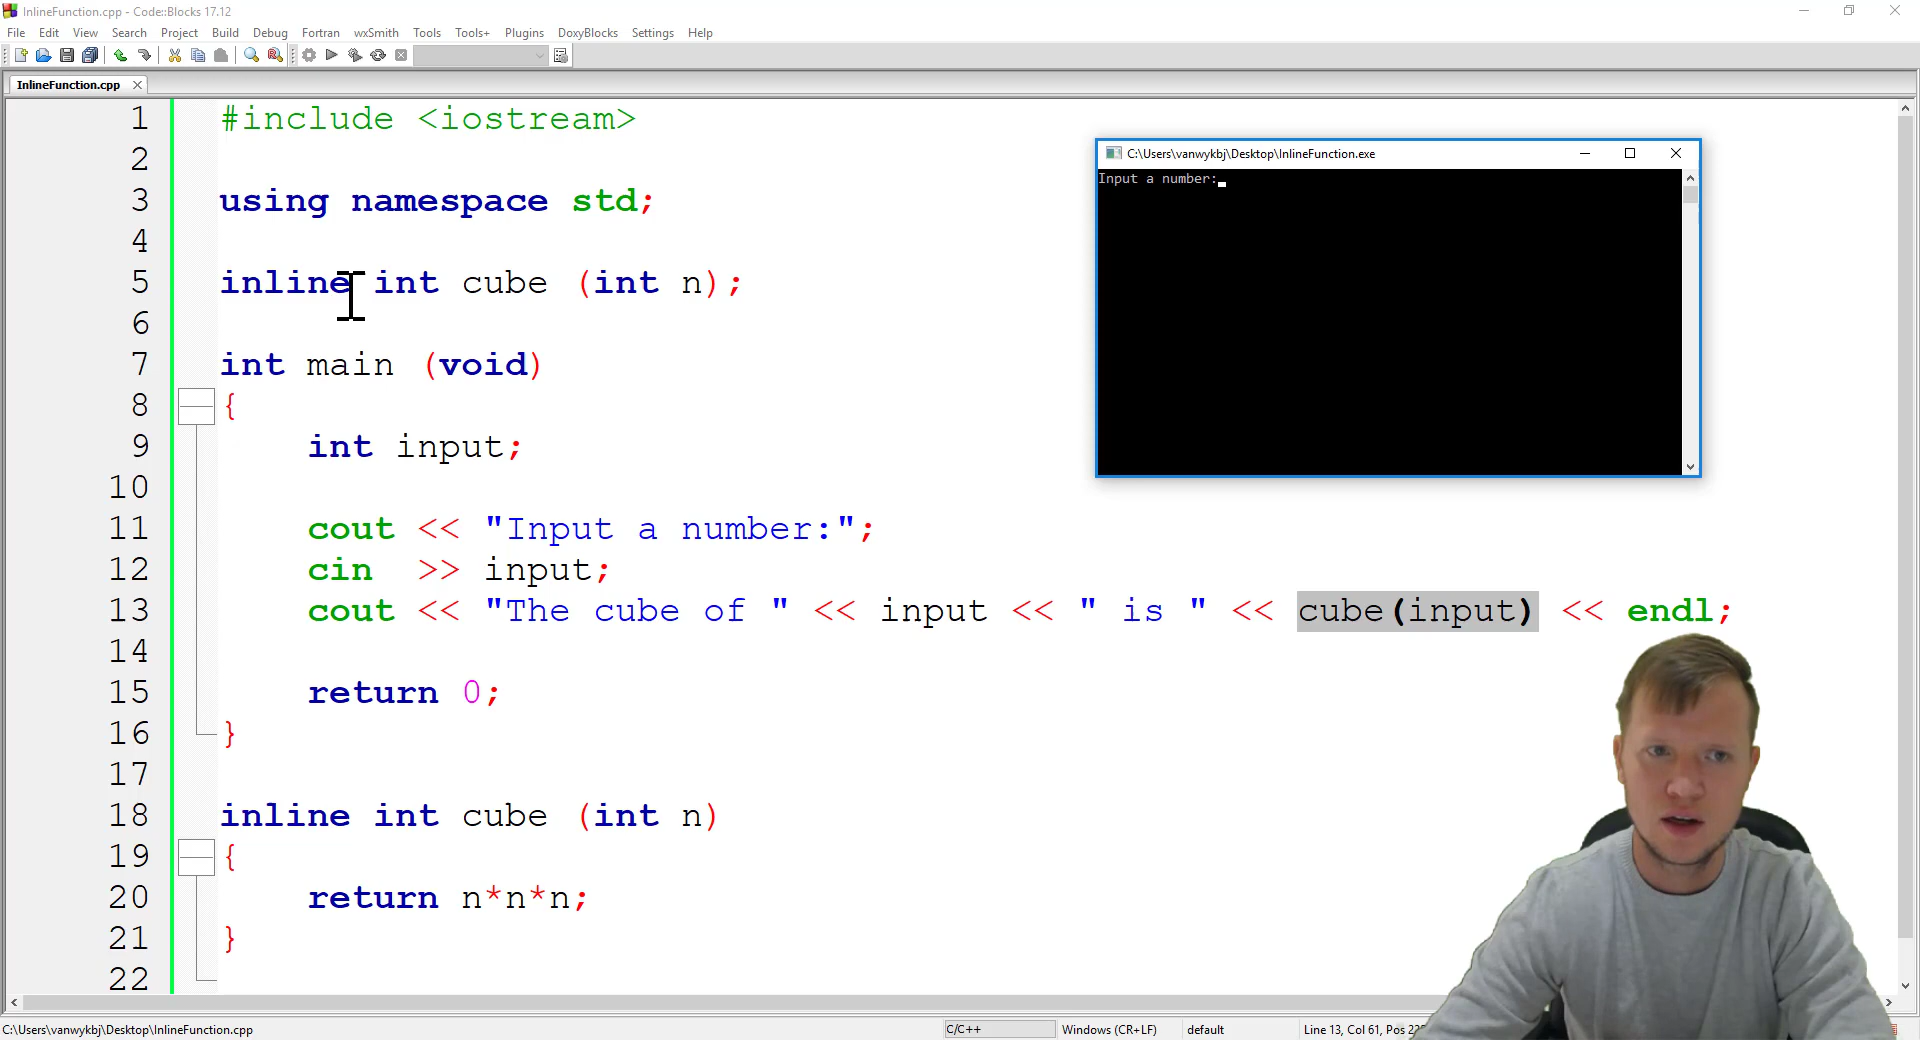 InlineFunction.cpp - Code::Blocks 17.12
File Edit View Search Project Build Debug Fortran wxSmith Tools Tools+ Plugins DoxyBlocks Settings Help
InlineFunction.cpp
1 #include <iostream>
2
3 using namespace std;
4
5 inline int cube (int n);
6
7 int main (void)
8 {
9 int input;
10
11 cout << "Input a number:";
12 cin >> input;
13 cout << "The cube of " << input << " is " << cube(input) << endl;
14
15 return 0;
16 }
17
18 inline int cube (int n)
19 {
20 return n*n*n;
21 }
22
C:\Users\vanwykbj\Desktop\InlineFunction.exe
Input a number:
C:\Users\vanwykbj\Desktop\InlineFunction.cpp C/C++ Windows (CR+LF) default Line 13, Col 61, Pos